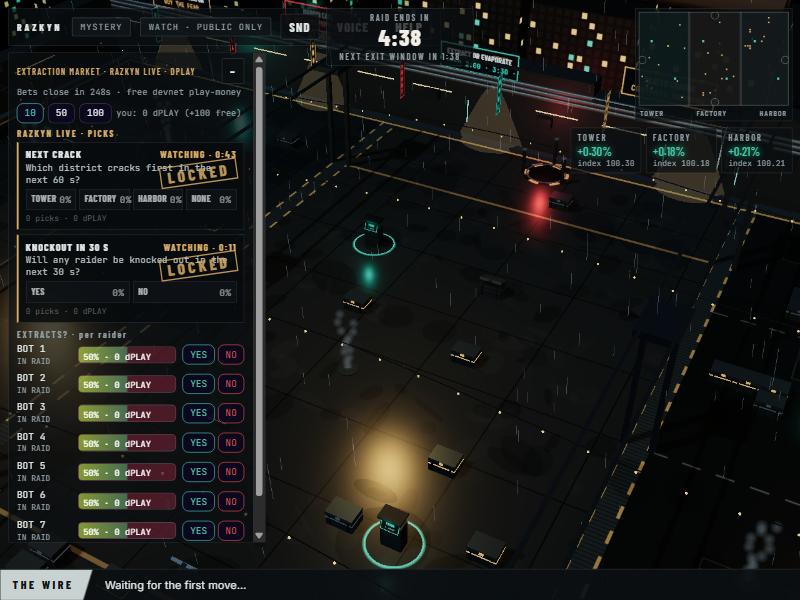 RAZKYN
MYSTERY
WATCH · PUBLIC ONLY
SND
VOICE
HELP
RAID ENDS IN
4:38
NEXT EXIT WINDOW IN 1:38
EXTRACTION MARKET · RAZKYN LIVE · DPLAY
–
Bets close in 248s · free devnet play-money
10
50
100
you: 0 dPLAY (+100 free)
RAZKYN LIVE · PICKS
NEXT CRACK
WATCHING · 0:43
Which district cracks first in the
next 60 s?
LOCKED
TOWER 0%
FACTORY 0%
HARBOR 0%
NONE 0%
0 picks · 0 dPLAY
KNOCKOUT IN 30 S
WATCHING · 0:11
Will any raider be knocked out in the
next 30 s?
LOCKED
YES 0%
NO 0%
0 picks · 0 dPLAY
EXTRACTS? · per raider
BOT 1
IN RAID
50% · 0 dPLAY
YES
NO
BOT 2
IN RAID
50% · 0 dPLAY
YES
NO
BOT 3
IN RAID
50% · 0 dPLAY
YES
NO
BOT 4
IN RAID
50% · 0 dPLAY
YES
NO
BOT 5
IN RAID
50% · 0 dPLAY
YES
NO
BOT 6
IN RAID
50% · 0 dPLAY
YES
NO
BOT 7
IN RAID
50% · 0 dPLAY
YES
NO
TOWER
FACTORY
HARBOR
TOWER
+0.30%
index 100.30
FACTORY
+0.18%
index 100.18
HARBOR
+0.21%
index 100.21
EVAPORATE
THE WIRE
Waiting for the first move...